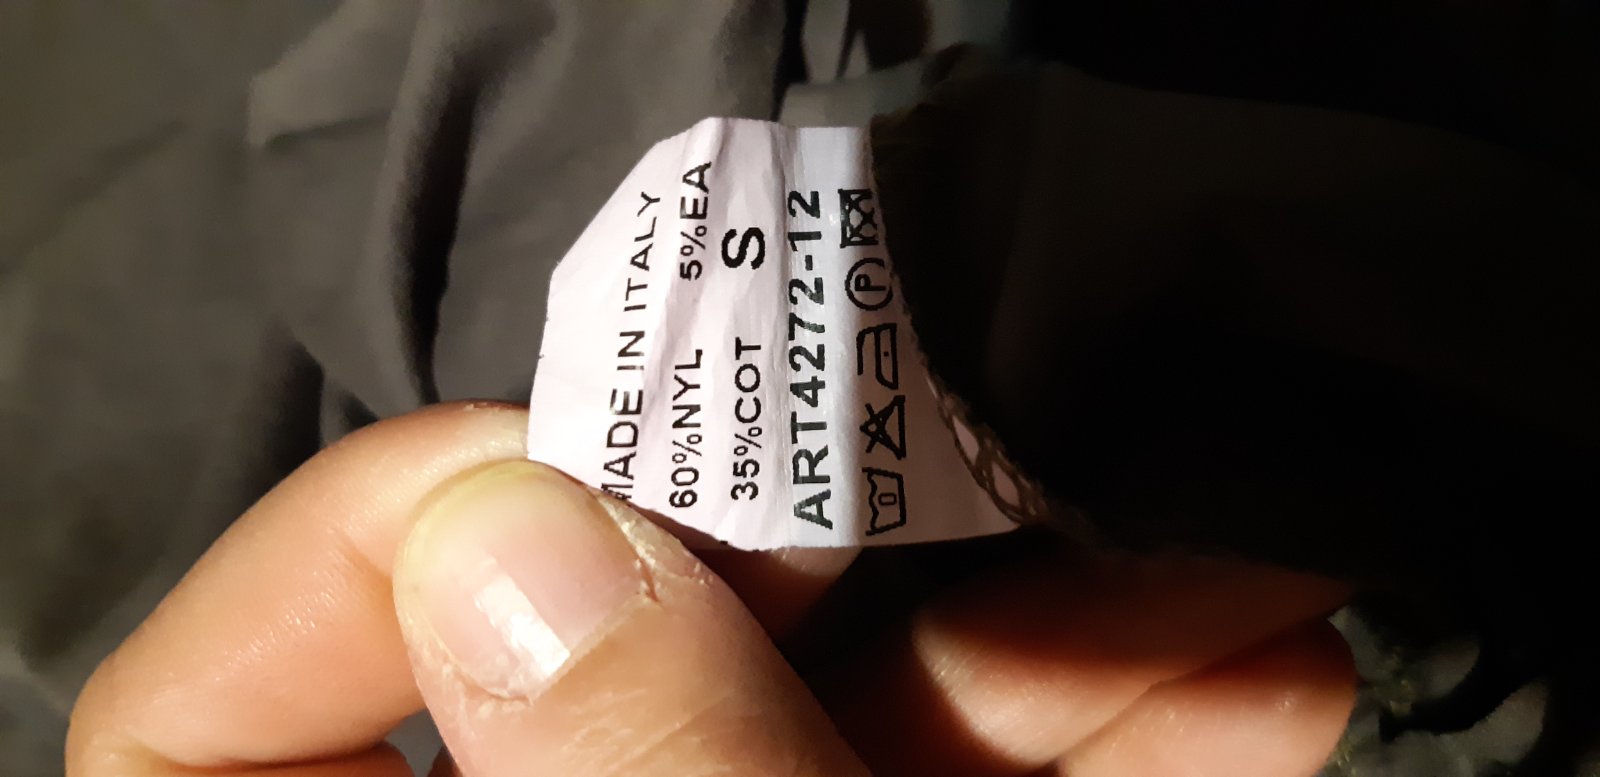 MADE IN ITALY
60%NYL 5%EA
35%COT S
ART4272-12
P